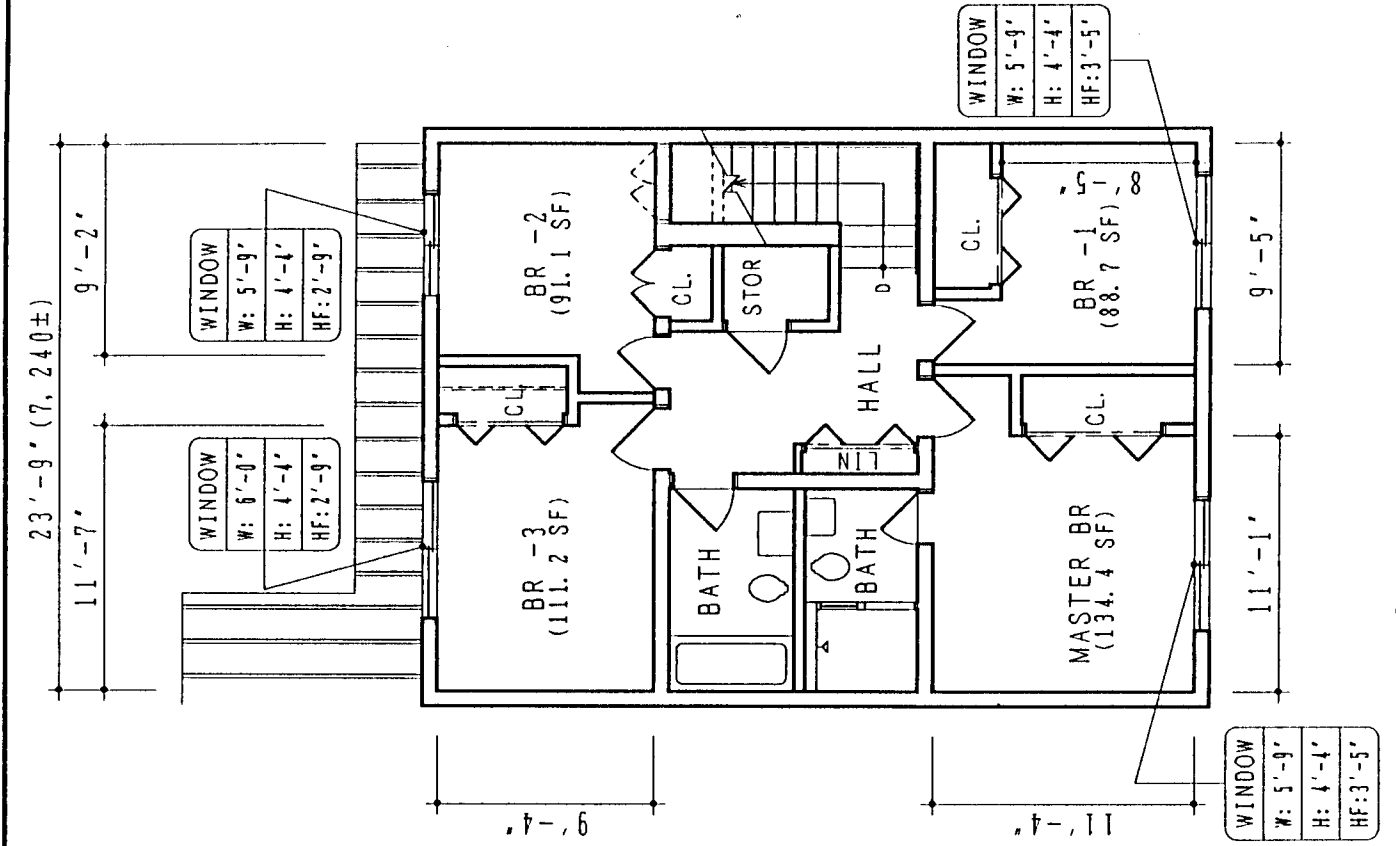 23'-9" (7, 240±)
11'-7"
9'-2"
WINDOW
W: 6'-0"
H: 4'-4"
HF:2'-9"
WINDOW
W: 5'-9"
H: 4'-4"
HF:2'-9"
BR -3
(111. 2 SF)
CL.
BR -2
(91. 1 SF)
CL.
STOR
BATH
BATH
LIN
HALL
D
MASTER BR
(134. 4 SF)
CL.
BR -1
(88. 7 SF)
CL.
8'-5"
9'-4"
11'-4"
11'-1"
9'-5"
WINDOW
W: 5'-9"
H: 4'-4"
HF:3'-5"
WINDOW
W: 5'-9"
H: 4'-4"
HF:3'-5"